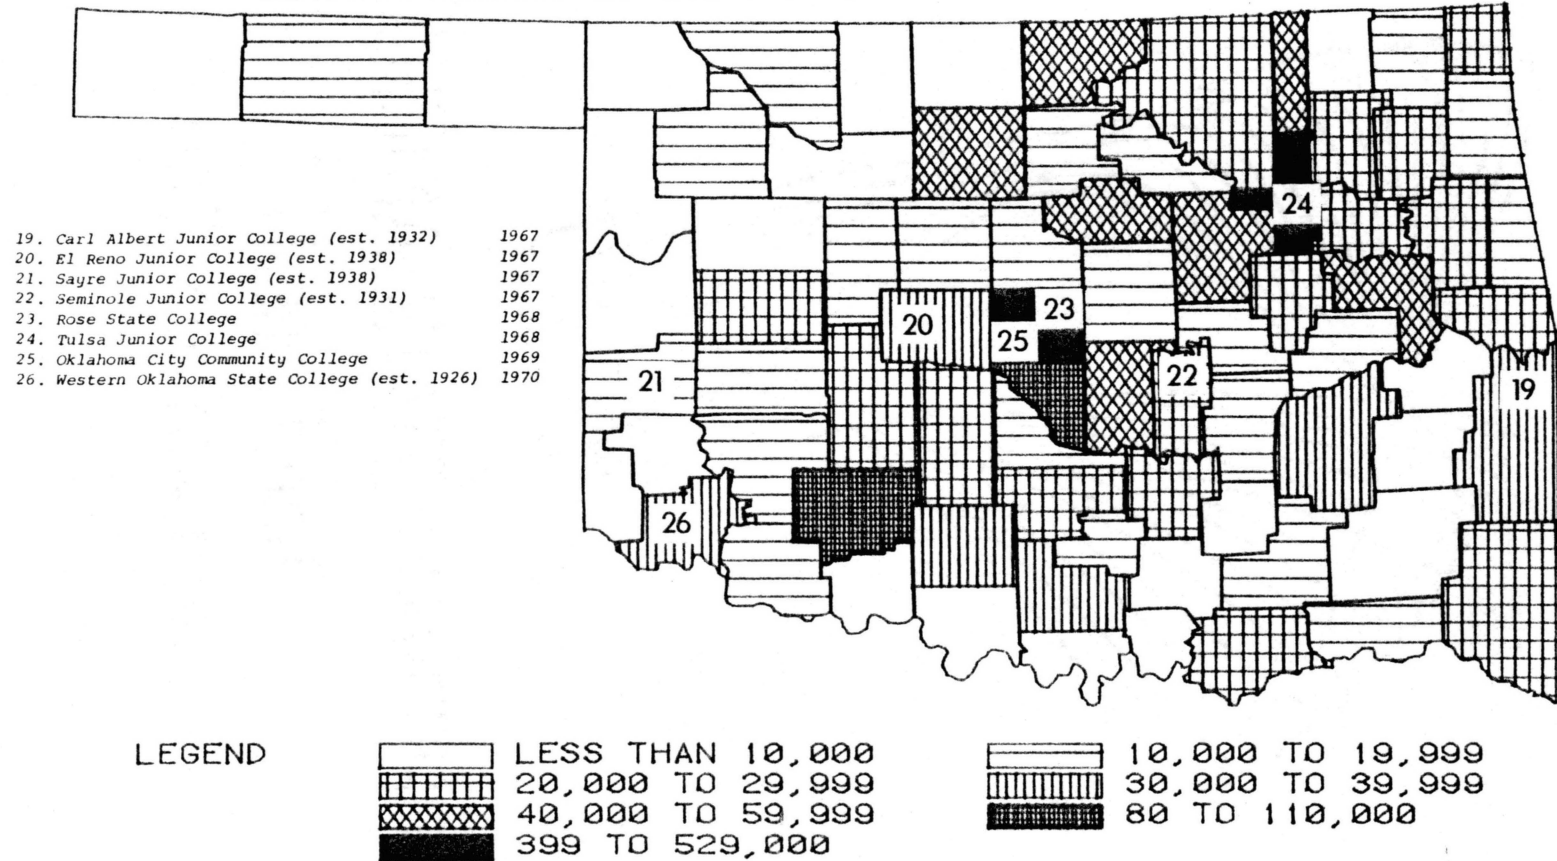 24
19. Carl Albert Junior College (est. 1932) 1967
20. El Reno Junior College (est. 1938) 1967
21. Sayre Junior College (est. 1938) 1967
22. Seminole Junior College (est. 1931) 1967
23. Rose State College 1968
24. Tulsa Junior College 1968
25. Oklahoma City Community College 1969
26. Western Oklahoma State College (est. 1926) 1970
20
23
25
21
22
19
26
LEGEND
LESS THAN 10,000
10,000 TO 19,999
20,000 TO 29,999
30,000 TO 39,999
40,000 TO 59,999
80 TO 110,000
399 TO 529,000